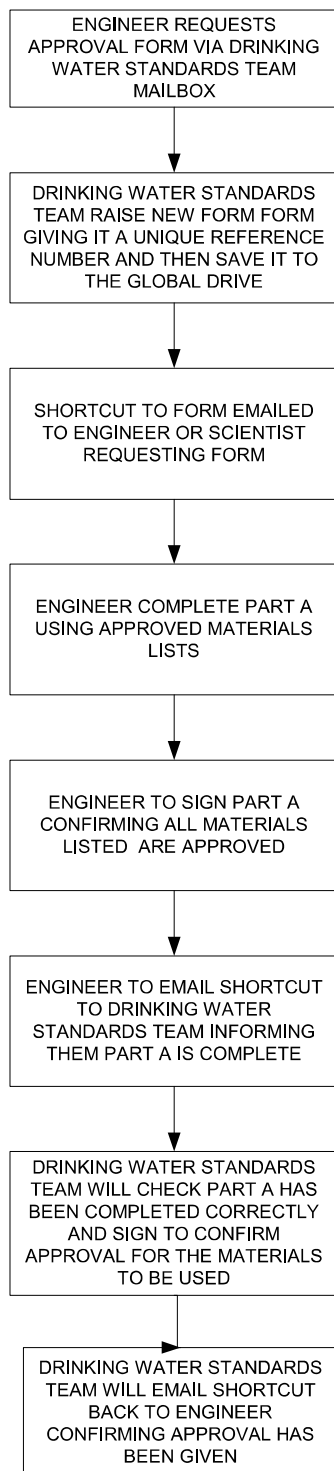 ENGINEER REQUESTS
APPROVAL FORM VIA DRINKING
WATER STANDARDS TEAM
MAILBOX
DRINKING WATER STANDARDS
TEAM RAISE NEW FORM FORM
GIVING IT A UNIQUE REFERENCE
NUMBER AND THEN SAVE IT TO
THE GLOBAL DRIVE
SHORTCUT TO FORM EMAILED
TO ENGINEER OR SCIENTIST
REQUESTING FORM
ENGINEER COMPLETE PART A
USING APPROVED MATERIALS
LISTS
ENGINEER TO SIGN PART A
CONFIRMING ALL MATERIALS
LISTED ARE APPROVED
ENGINEER TO EMAIL SHORTCUT
TO DRINKING WATER
STANDARDS TEAM INFORMING
THEM PART A IS COMPLETE
DRINKING WATER STANDARDS
TEAM WILL CHECK PART A HAS
BEEN COMPLETED CORRECTLY
AND SIGN TO CONFIRM
APPROVAL FOR THE MATERIALS
TO BE USED
DRINKING WATER STANDARDS
TEAM WILL EMAIL SHORTCUT
BACK TO ENGINEER
CONFIRMING APPROVAL HAS
BEEN GIVEN